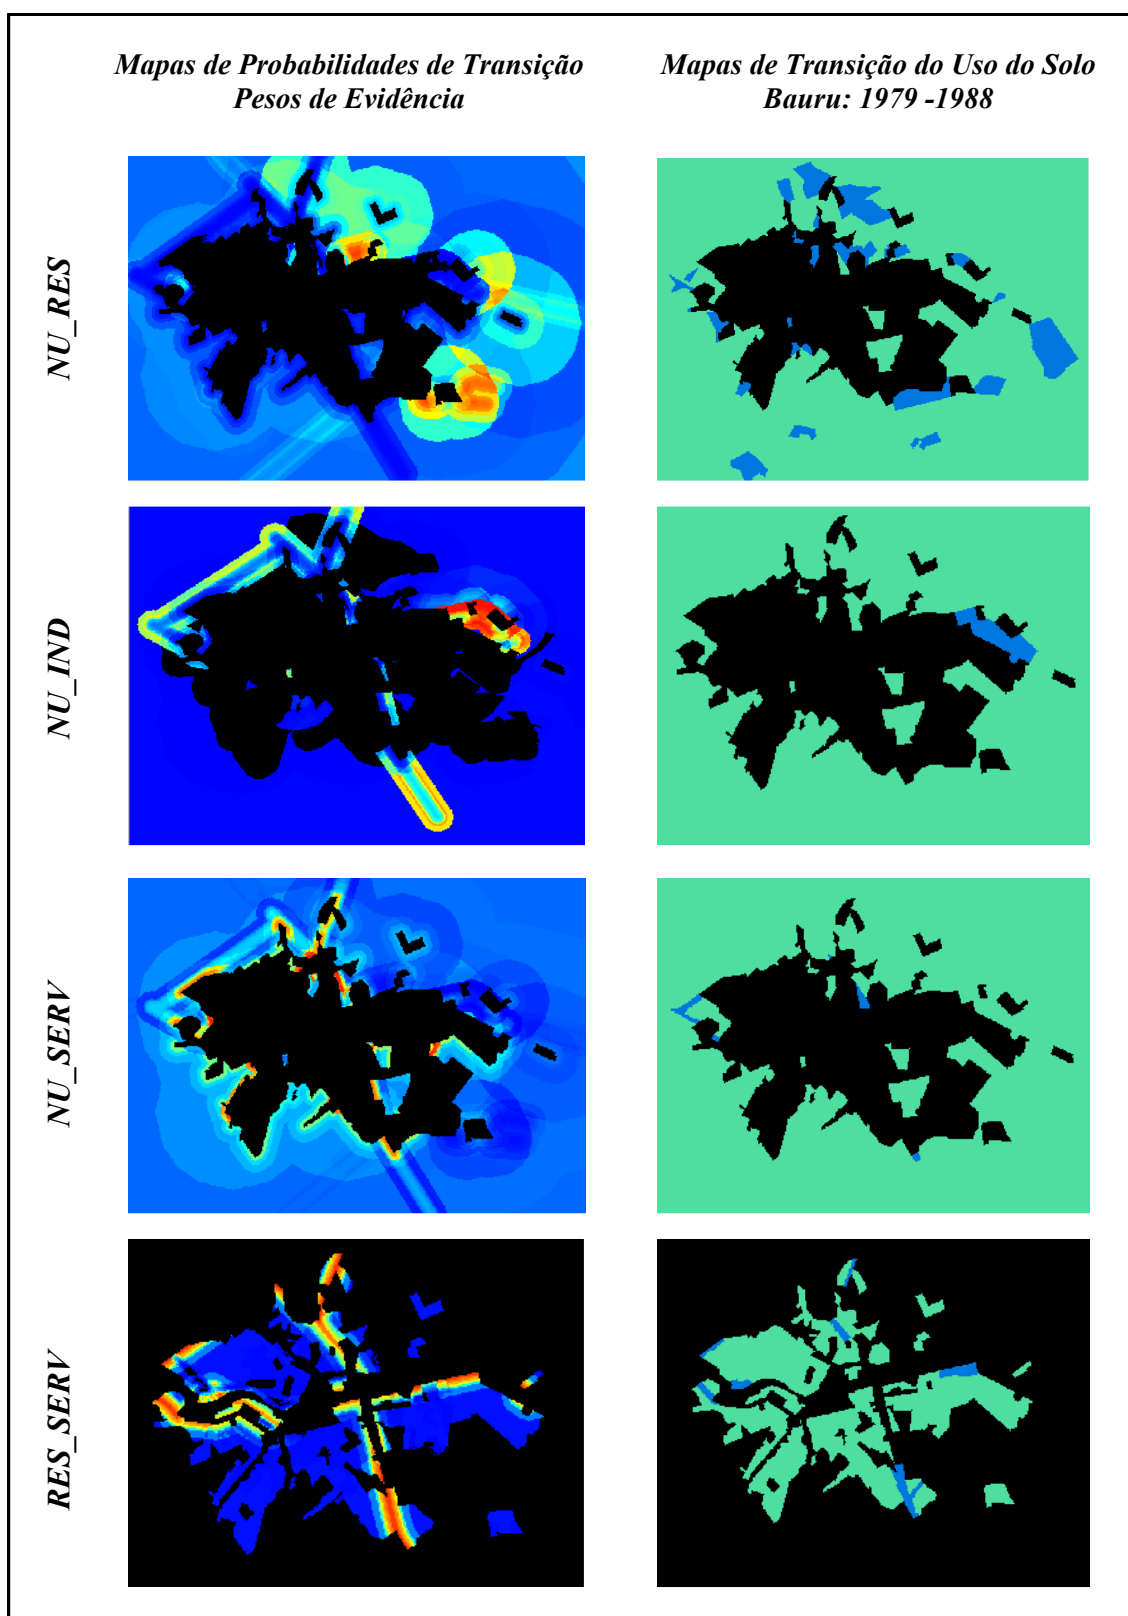 Mapas de Probabilidades de Transição
Pesos de Evidência
Mapas de Transição do Uso do Solo
Bauru: 1979 -1988
NU_RES
NU_IND
NU_SERV
RES_SERV